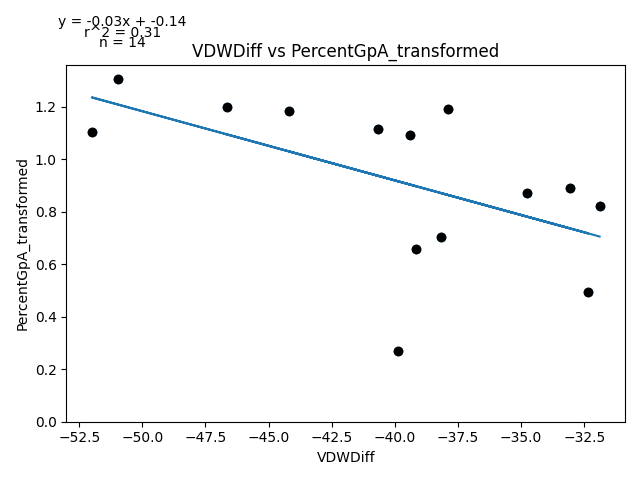 y = -0.03x + -0.14
r^2 = 0.31
n = 14
VDWDiff vs PercentGpA_transformed
PercentGpA_transformed
1.2
1.0
0.8
0.6
0.4
0.2
0.0
−52.5 −50.0 −47.5 −45.0 −42.5 −40.0 −37.5 −35.0 −32.5
VDWDiff